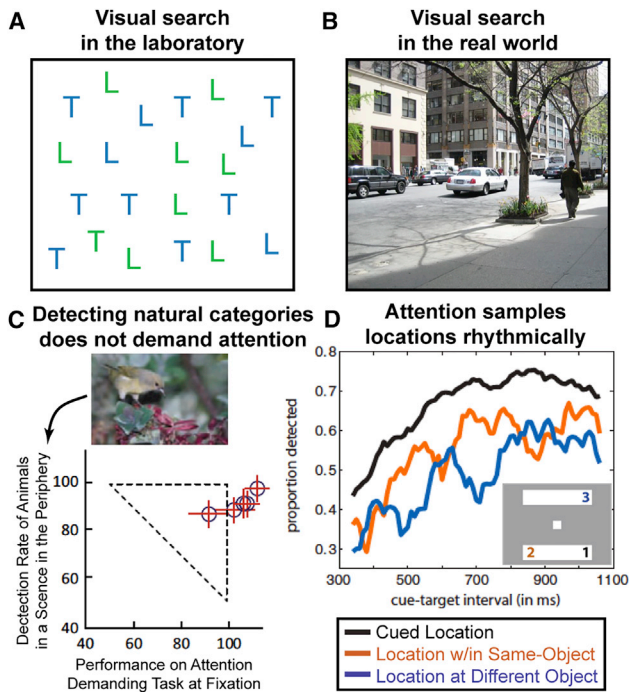 A
Visual search
in the laboratory
L L
T T T
L
L
L L L
L
T T L T
T L
T L
T L
B
Visual search
in the real world
C
Detecting natural categories
does not demand attention
Dectection Rate of Animals
in a Scence in the Periphery
100
80
60
40
40 60 80 100
Performance on Attention
Demanding Task at Fixation
D
Attention samples
locations rhythmically
proportion detected
0.8
0.7
0.6
0.5
0.4
0.3
3
2 1
300 500 700 900 1100
cue-target interval (in ms)
Cued Location
Location w/in Same-Object
Location at Different Object